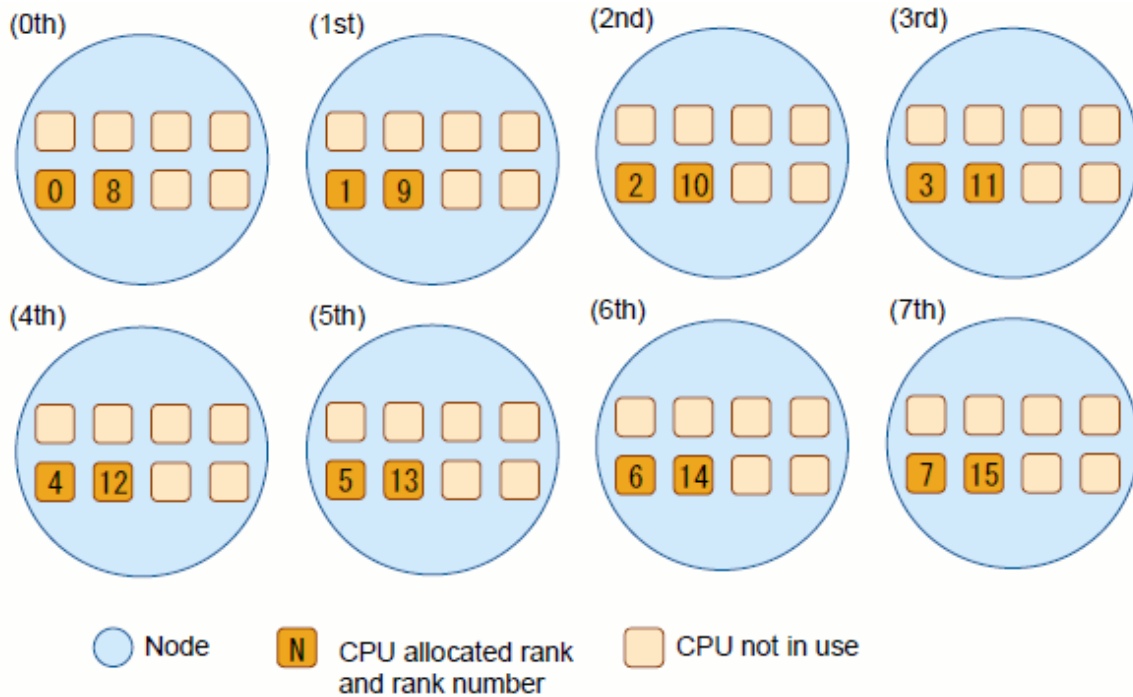 (0th)
(1st)
(2nd)
(3rd)
0 8
1 9
2 10
3 11
(4th)
(5th)
(6th)
(7th)
4 12
5 13
6 14
7 15
Node
N
CPU allocated rank
and rank number
CPU not in use